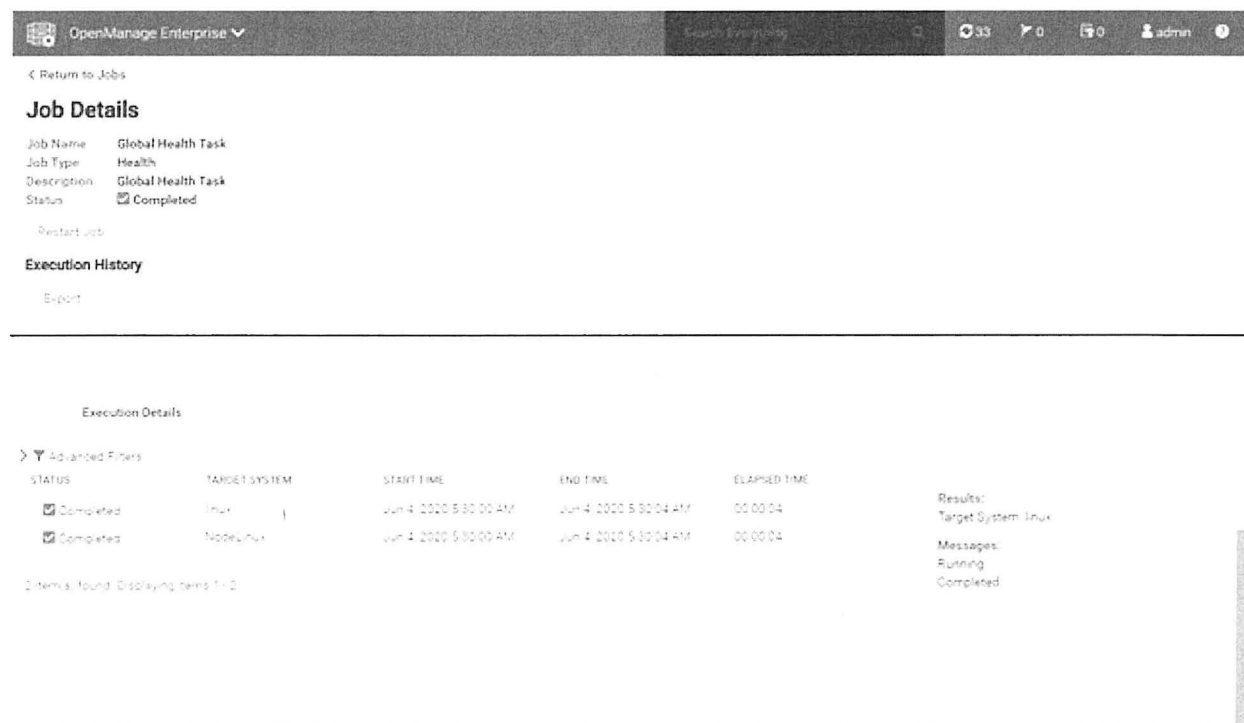 OpenManage Enterprise Search Everything 33 0 0 admin ?
< Return to Jobs
Job Details
Job Name Global Health Task
Job Type Health
Description Global Health Task
Status Completed
Restart Job
Execution History
Export
Execution Details
Advanced Filters
STATUS TARGET SYSTEM START TIME END TIME ELAPSED TIME
Completed linux Jun 4, 2020 5:30:00 AM Jun 4, 2020 5:30:04 AM 00:00:04
Completed NodeLinux Jun 4, 2020 5:30:00 AM Jun 4, 2020 5:30:04 AM 00:00:04
Results:
Target System: linux
Messages:
Running
Completed
2 item(s) found. Displaying items 1 - 2